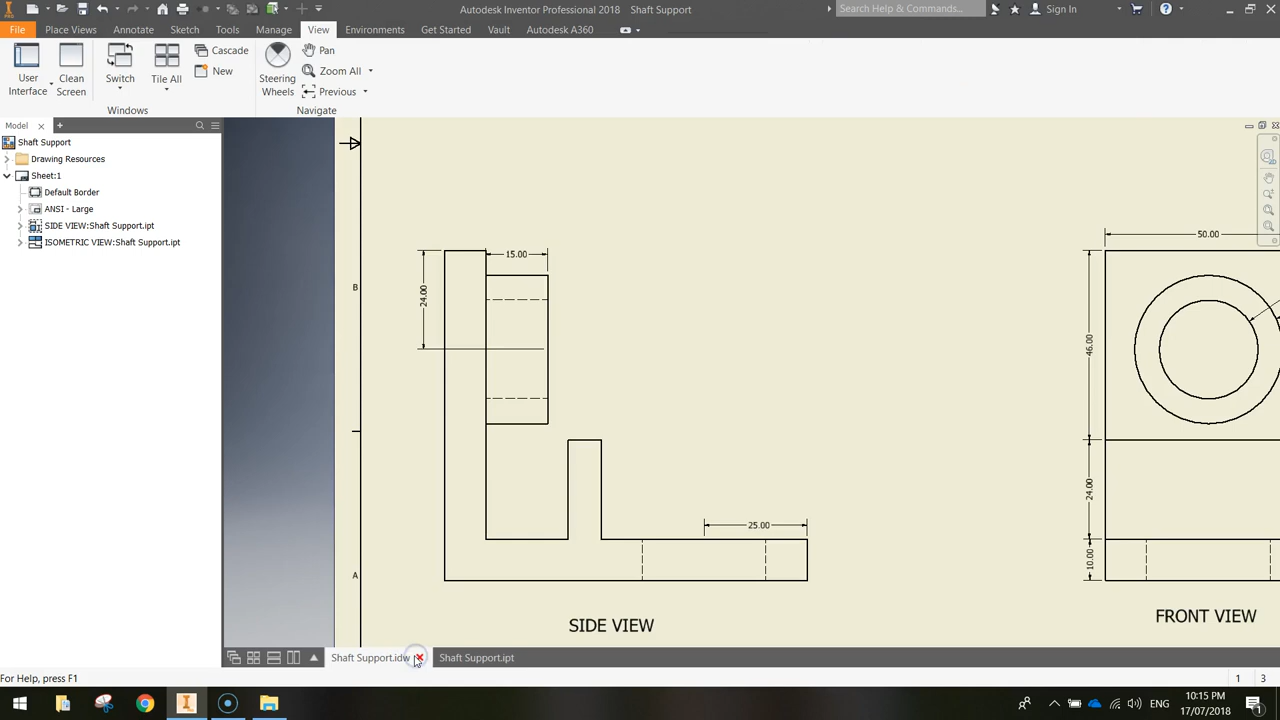 PRO
Autodesk Inventor Professional 2018 Shaft Support
Search Help & Commands...
Sign In
File Place Views Annotate Sketch Tools Manage View Environments Get Started Vault Autodesk A360
User Interface
Clean Screen
Switch
Tile All
Cascade
New
Steering Wheels
Pan
Zoom All
Previous
Windows
Navigate
Model
Shaft Support
Drawing Resources
Sheet:1
Default Border
ANSI - Large
SIDE VIEW:Shaft Support.ipt
ISOMETRIC VIEW:Shaft Support.ipt
B
A
15.00
24.00
25.00
SIDE VIEW
50.00
46.00
24.00
10.00
FRONT VIEW
Shaft Support.idw
Shaft Support.ipt
For Help, press F1
1 3
ENG
10:15 PM
17/07/2018
1